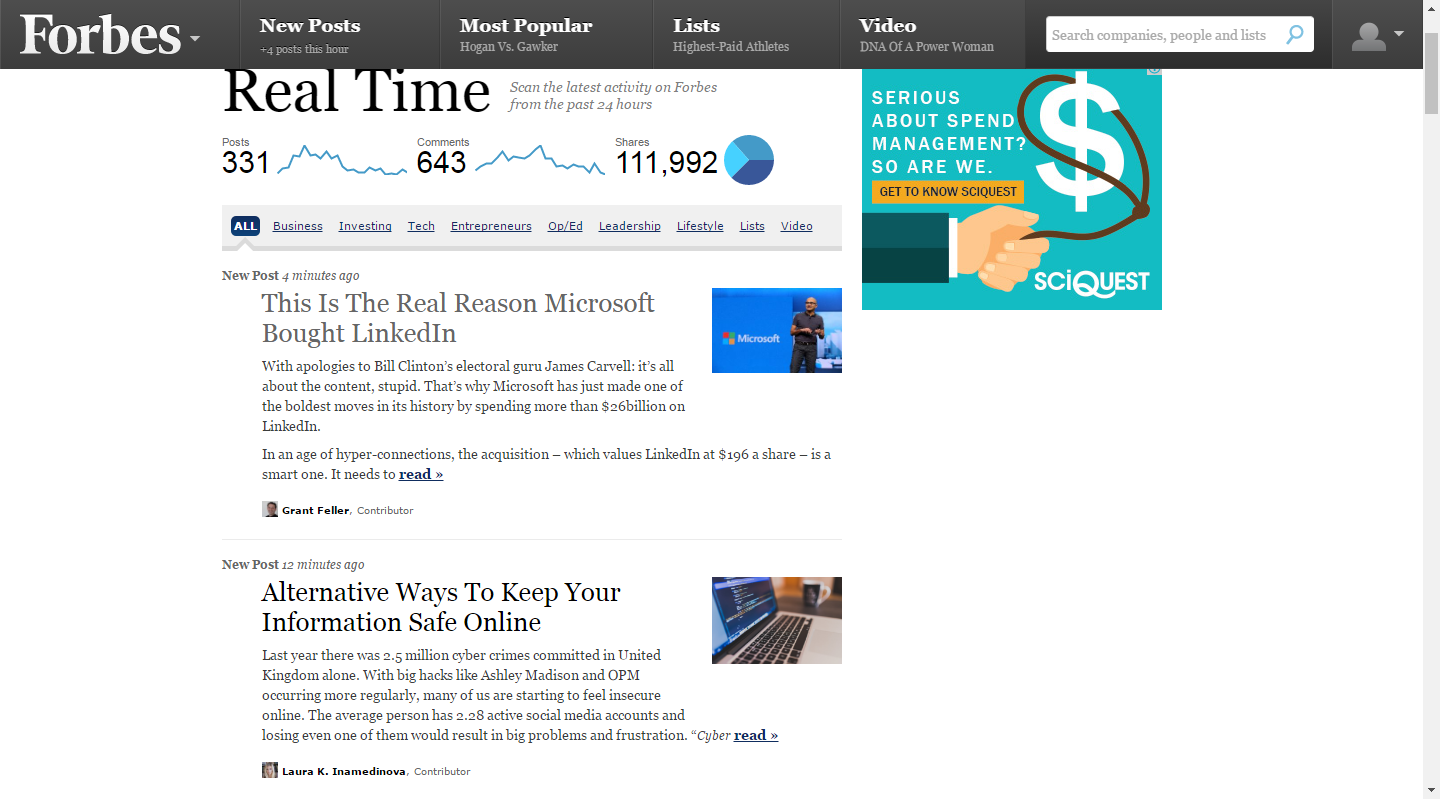 Forbes
New Posts
+4 posts this hour
Most Popular
Hogan Vs. Gawker
Lists
Highest-Paid Athletes
Video
DNA Of A Power Woman
Search companies, people and lists
Real Time
Scan the latest activity on Forbes
from the past 24 hours
Posts
331
Comments
643
Shares
111,992
ALL Business Investing Tech Entrepreneurs Op/Ed Leadership Lifestyle Lists Video
New Post 4 minutes ago
This Is The Real Reason Microsoft
Bought LinkedIn
Microsoft
With apologies to Bill Clinton’s electoral guru James Carvell: it’s all
about the content, stupid. That’s why Microsoft has just made one of
the boldest moves in its history by spending more than $26billion on
LinkedIn.
In an age of hyper-connections, the acquisition – which values LinkedIn at $196 a share – is a
smart one. It needs to read »
Grant Feller, Contributor
New Post 12 minutes ago
Alternative Ways To Keep Your
Information Safe Online
Last year there was 2.5 million cyber crimes committed in United
Kingdom alone. With big hacks like Ashley Madison and OPM
occurring more regularly, many of us are starting to feel insecure
online. The average person has 2.28 active social media accounts and
losing even one of them would result in big problems and frustration. “Cyber read »
Laura K. Inamedinova, Contributor
SERIOUS
ABOUT SPEND
MANAGEMENT?
SO ARE WE.
GET TO KNOW SCIQUEST
$
SCIQUEST